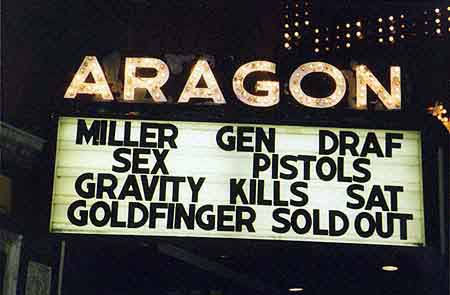 ARAGON
MILLER GEN DRAF
SEX PISTOLS
GRAVITY KILLS SAT
GOLDFINGER SOLD OUT